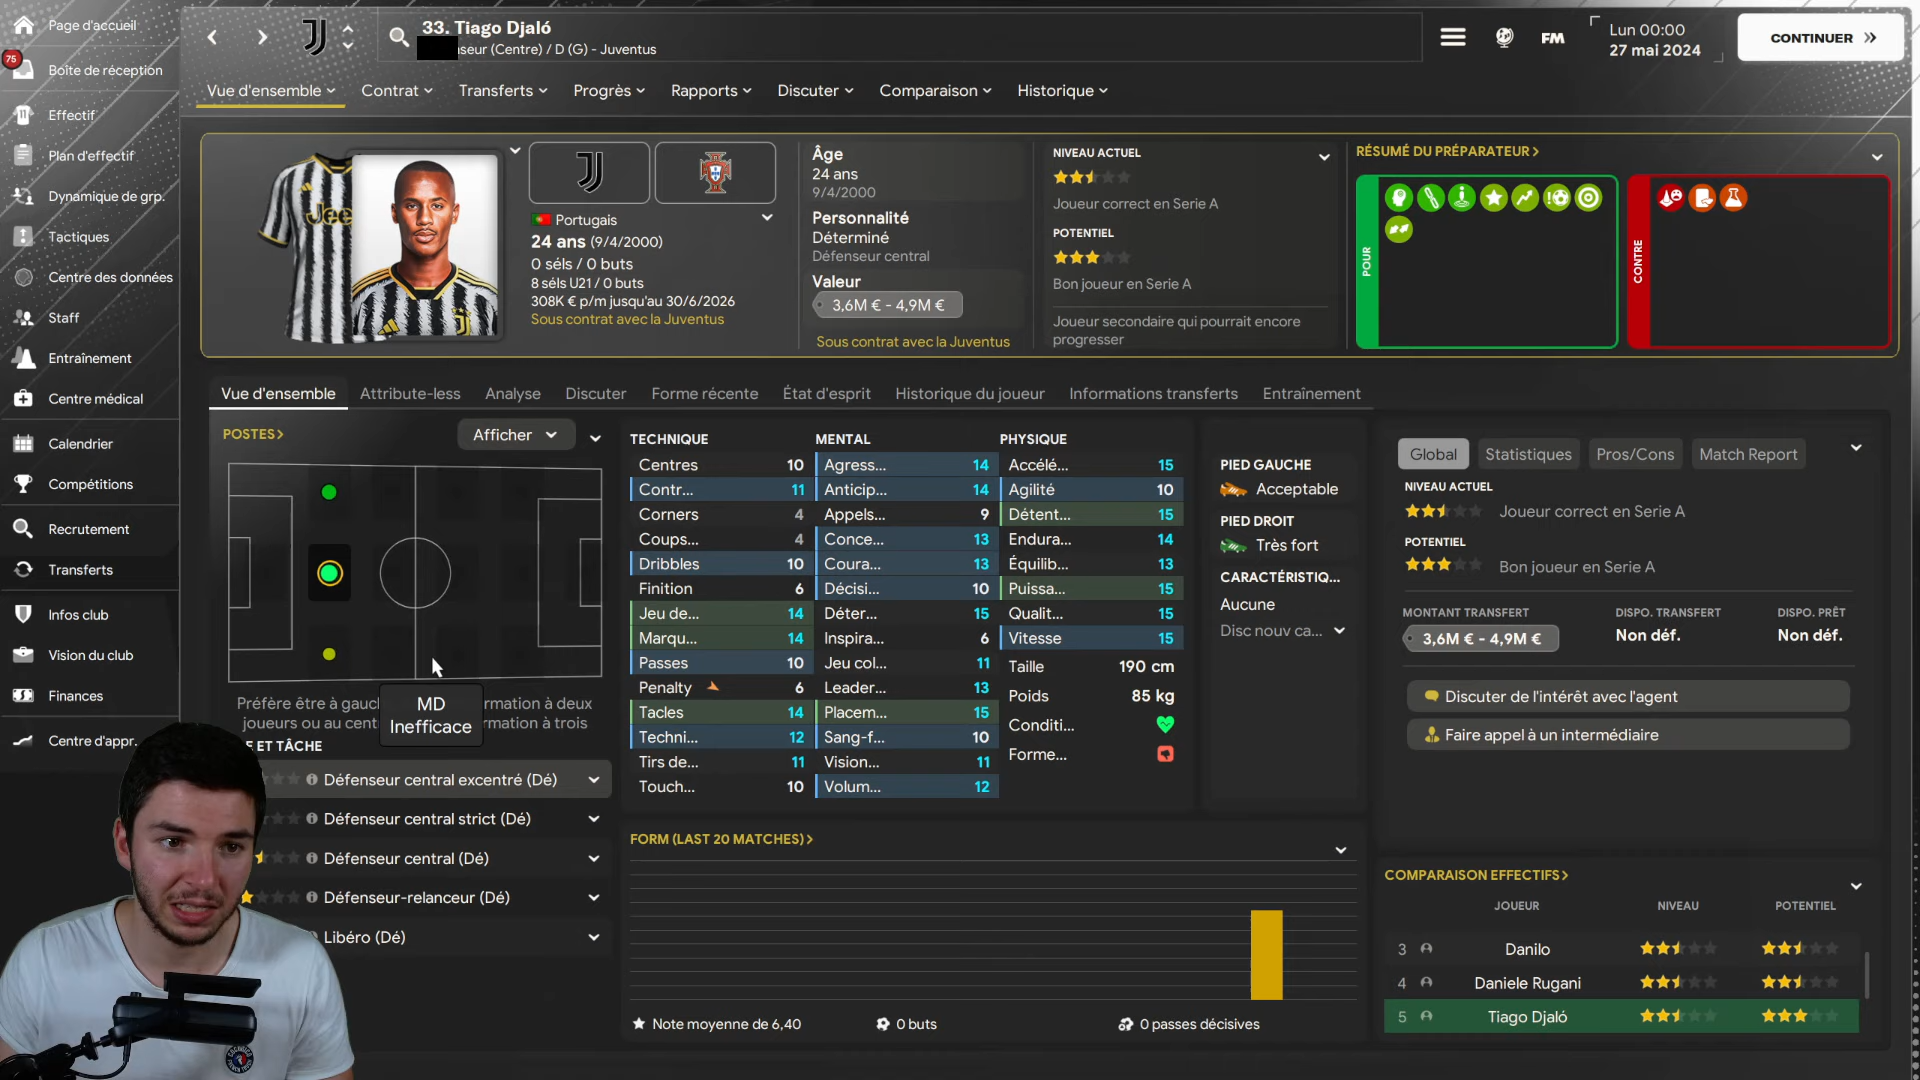 Page d'accueil
75
Boîte de réception
Effectif
Plan d'effectif
Dynamique de grp.
Tactiques
Centre des données
Staff
Entraînement
Centre médical
Calendrier
Compétitions
Recrutement
Transferts
Infos club
Vision du club
Finances
Centre d'appr.
33. Tiago Djaló
nseur (Centre) / D (G) - Juventus
FM
Lun 00:00
27 mai 2024
CONTINUER
Vue d'ensemble
Contrat
Transferts
Progrès
Rapports
Discuter
Comparaison
Historique
Jeep
Portugais
24 ans (9/4/2000)
0 séls / 0 buts
8 séls U21 / 0 buts
308K € p/m jusqu'au 30/6/2026
Sous contrat avec la Juventus
Âge
24 ans
9/4/2000
Personnalité
Déterminé
Défenseur central
Valeur
3,6M € - 4,9M €
Sous contrat avec la Juventus
NIVEAU ACTUEL
Joueur correct en Serie A
POTENTIEL
Bon joueur en Serie A
Joueur secondaire qui pourrait encore
progresser
RÉSUMÉ DU PRÉPARATEUR >
POUR
CONTRE
Vue d'ensemble
Attribute-less
Analyse
Discuter
Forme récente
État d'esprit
Historique du joueur
Informations transferts
Entraînement
POSTES >
Afficher
Préfère être à gauc
rmation à deux
joueurs ou au cent
rmation à trois
MD
Inefficace
E ET TÂCHE
Défenseur central excentré (Dé)
Défenseur central strict (Dé)
Défenseur central (Dé)
Défenseur-relanceur (Dé)
Libéro (Dé)
TECHNIQUE
Centres 10
Contr... 11
Corners 4
Coups... 4
Dribbles 10
Finition 6
Jeu de... 14
Marqu... 14
Passes 10
Penalty 6
Tacles 14
Techni... 12
Tirs de... 11
Touch... 10
MENTAL
Agress... 14
Anticip... 14
Appels... 9
Conce... 13
Coura... 13
Décisi... 10
Déter... 15
Inspira... 6
Jeu col... 11
Leader... 13
Placem... 15
Sang-f... 10
Vision... 11
Volum... 12
PHYSIQUE
Accélé... 15
Agilité 10
Détent... 15
Endura... 14
Équilib... 13
Puissa... 15
Qualit... 15
Vitesse 15
Taille 190 cm
Poids 85 kg
Conditi...
Forme...
PIED GAUCHE
Acceptable
PIED DROIT
Très fort
CARACTÉRISTIQ...
Aucune
Disc nouv ca...
FORM (LAST 20 MATCHES) >
Note moyenne de 6,40
0 buts
0 passes décisives
Global
Statistiques
Pros/Cons
Match Report
NIVEAU ACTUEL
Joueur correct en Serie A
POTENTIEL
Bon joueur en Serie A
MONTANT TRANSFERT
3,6M € - 4,9M €
DISPO. TRANSFERT
Non déf.
DISPO. PRÊT
Non déf.
Discuter de l'intérêt avec l'agent
Faire appel à un intermédiaire
COMPARAISON EFFECTIFS >
JOUEUR NIVEAU POTENTIEL
3 Danilo
4 Daniele Rugani
5 Tiago Djaló